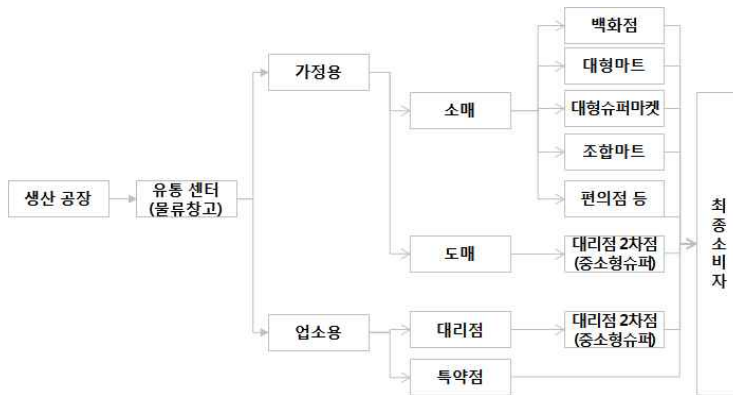 백화점
가정용
대형마트
소매
대형슈퍼마켓
조합마트
생산 공장
유통 센터
(물류창고)
편의점 등
최종소비자
도매
대리점 2차점
(중소형슈퍼)
업소용
대리점
대리점 2차점
(중소형슈퍼)
특약점